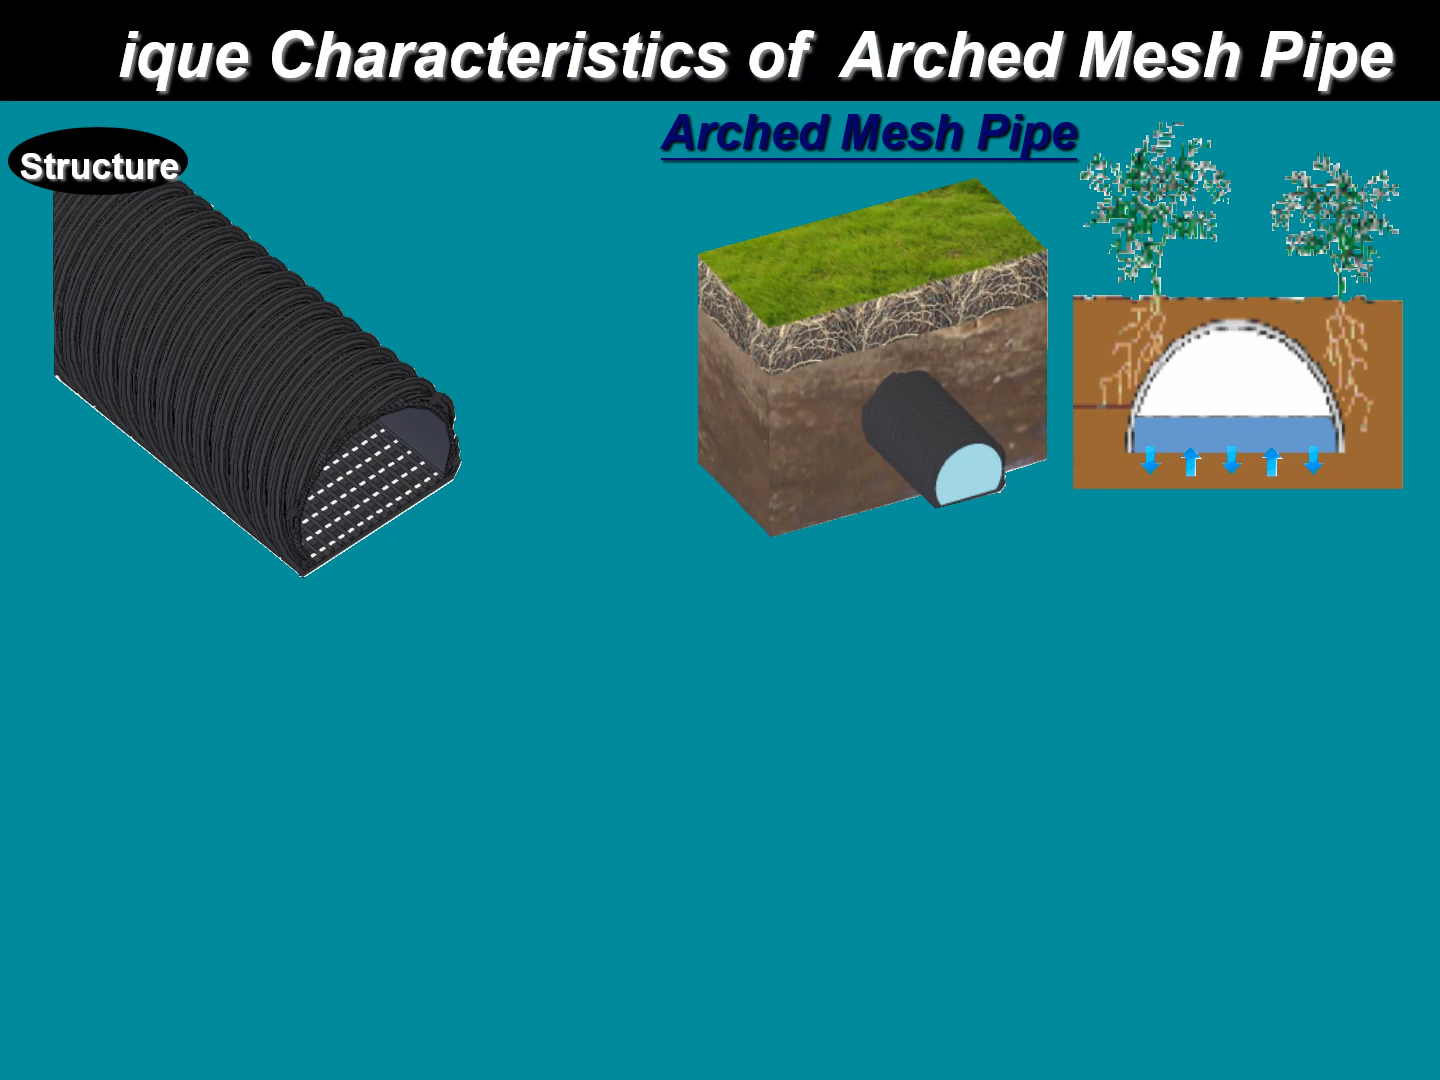 ique Characteristics of Arched Mesh Pipe
Arched Mesh Pipe
Structure